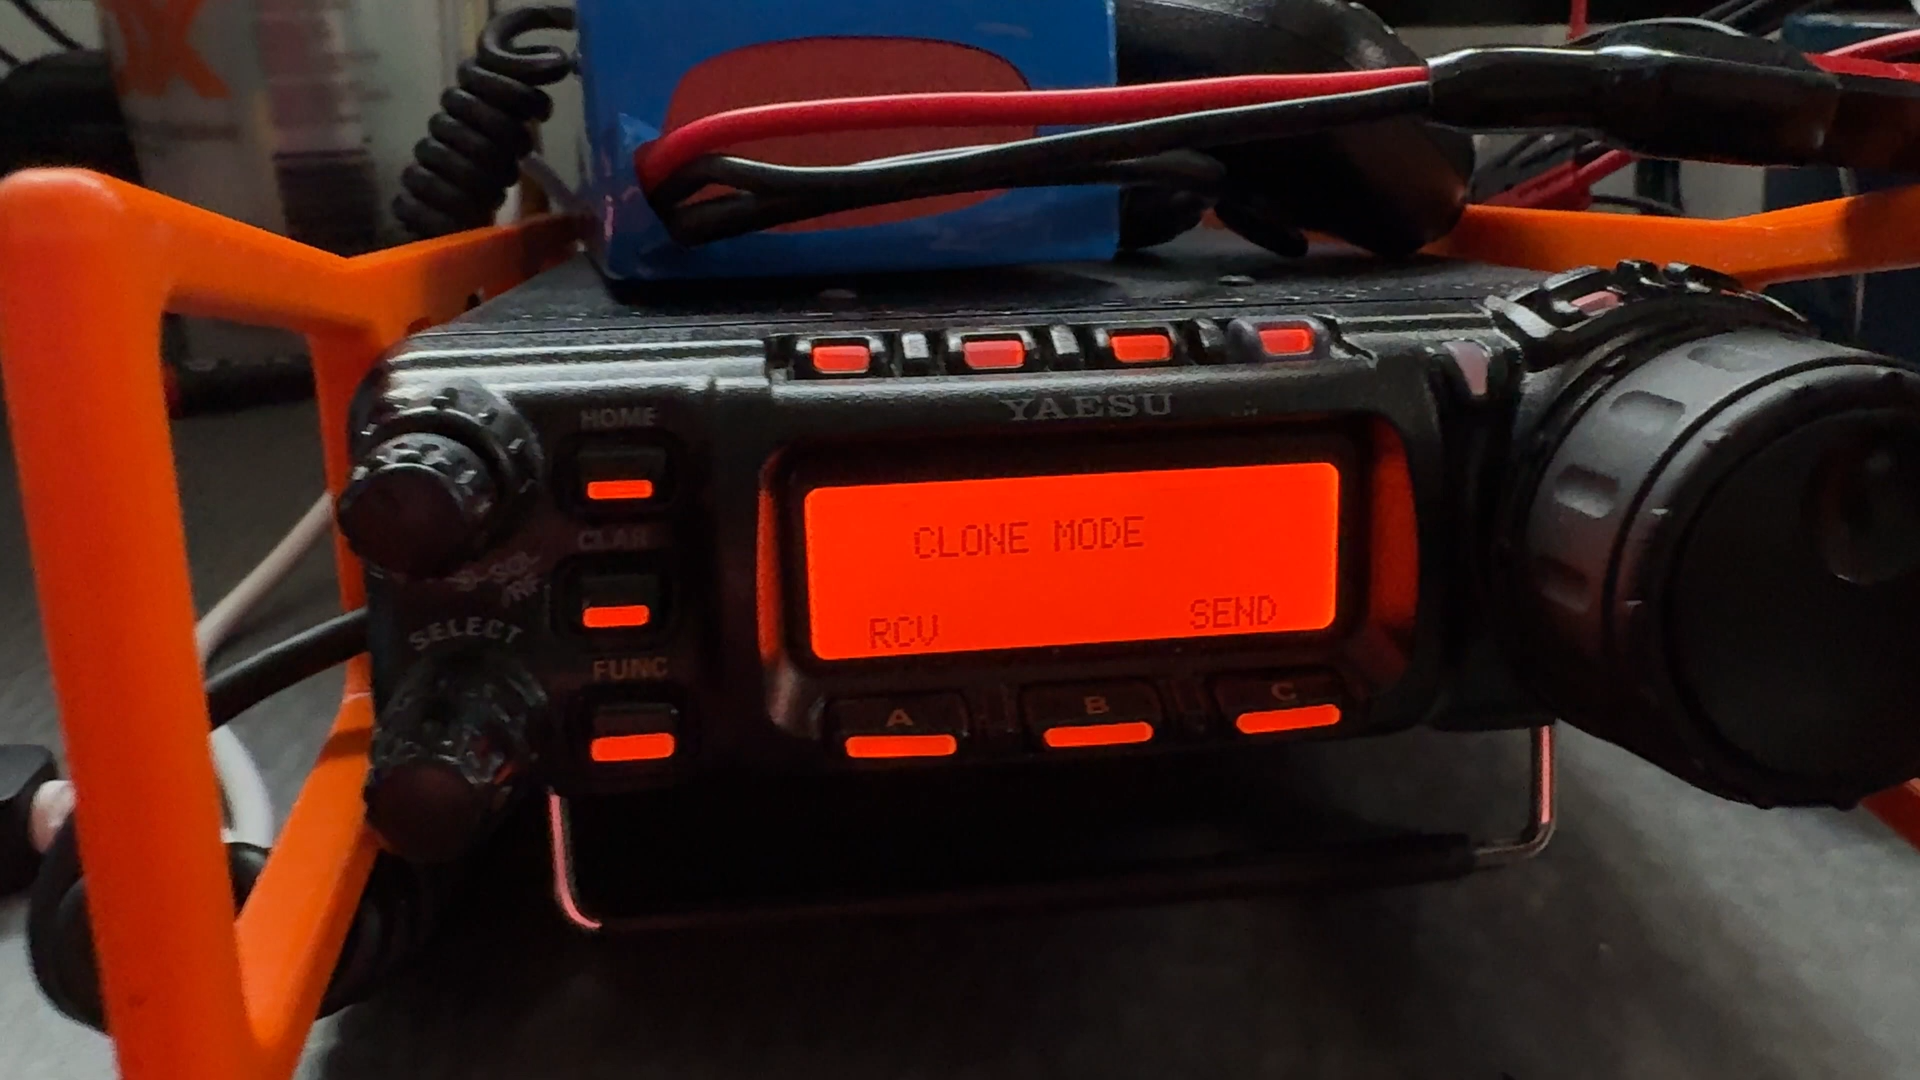 YAESU
HOME
CLONE MODE
CLAR
RCV SEND
SELECT
FUNC
A B C